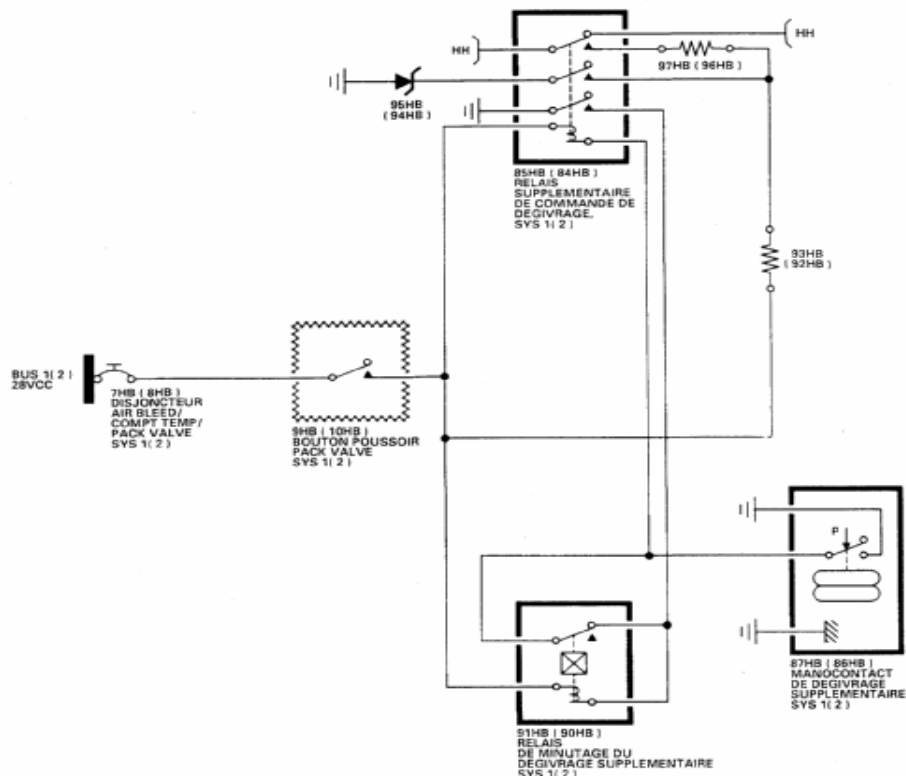 HH
HH
97HB ( 96HB )
95HB
( 94HB )
85HB ( 84HB )
RELAIS
SUPPLEMENTAIRE
DE COMMANDE DE
DEGIVRAGE.
SYS 1( 2 )
93HB
( 92HB )
BUS 1( 2 )
28VCC
7HB ( 8HB )
DISJONCTEUR
AIR BLEED/
COMPT TEMP/
PACK VALVE
SYS 1( 2 )
9HB ( 10HB )
BOUTON POUSSOIR
PACK VALVE
SYS 1( 2 )
P
87HB ( 86HB )
MANOCONTACT
DE DEGIVRAGE
SUPPLEMENTAIRE
SYS 1( 2 )
91HB ( 90HB )
RELAIS
DE MINUTAGE DU
DEGIVRAGE SUPPLEMENTAIRE
SYS 1( 2 )